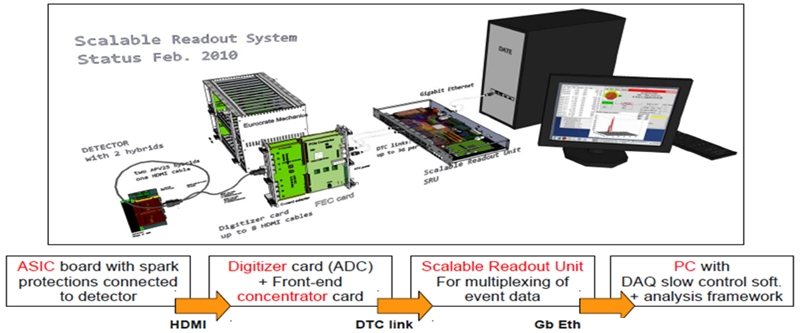 Scalable Readout System
Status Feb. 2010
DATE
Gigabit Ethernet
Eurocrate Mechanics
DETECTOR
with 2 hybrids
two APV25 hybrids
one HDMI cable
DTC links
up to 36 per
Scalable Readout Unit
SRU
FEC card
Digitizer card
up to 8 HDMI cables
ASIC board with spark
protections connected
to detector
Digitizer card (ADC)
+ Front-end
concentrator card
Scalable Readout Unit
For multiplexing of
event data
PC with
DAQ slow control soft.
+ analysis framework
HDMI
DTC link
Gb Eth